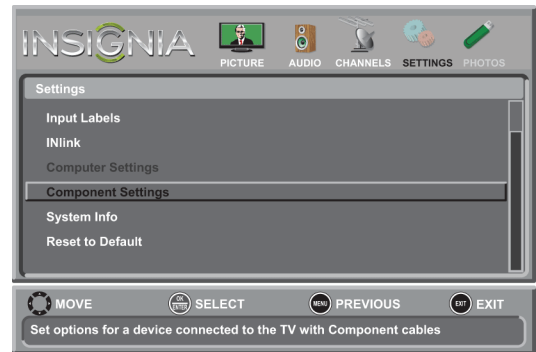 INSIGNIA
PICTURE AUDIO CHANNELS SETTINGS PHOTOS
Settings
Input Labels
INlink
Computer Settings
Component Settings
System Info
Reset to Default
MOVE OK ENTER SELECT MENU PREVIOUS EXIT EXIT
Set options for a device connected to the TV with Component cables